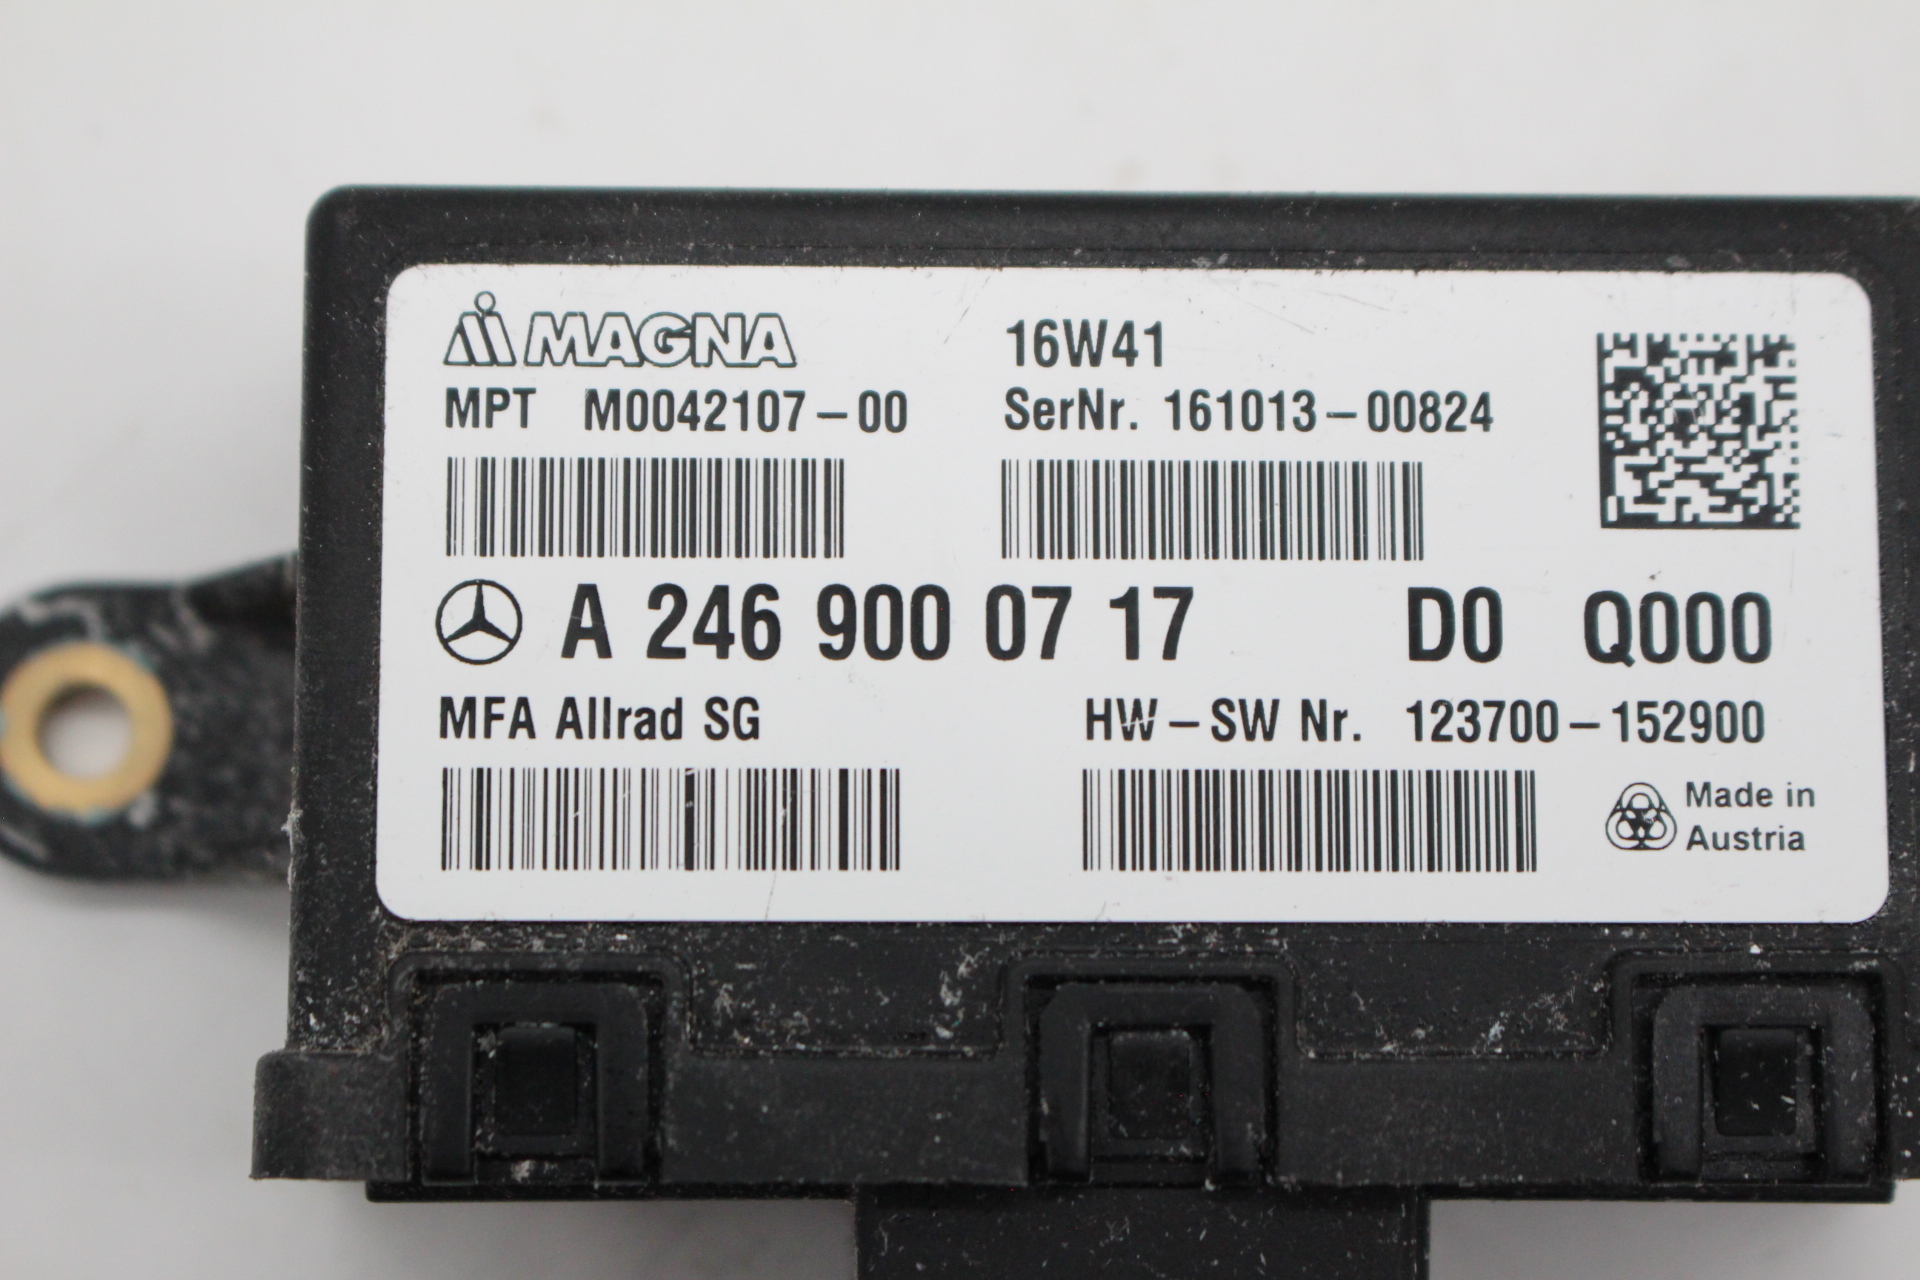 MAGNA 16W41
MPT M0042107-00 SerNr. 161013-00824
A 246 900 07 17 D0 Q000
MFA Allrad SG HW-SW Nr. 123700-152900
Made in
Austria